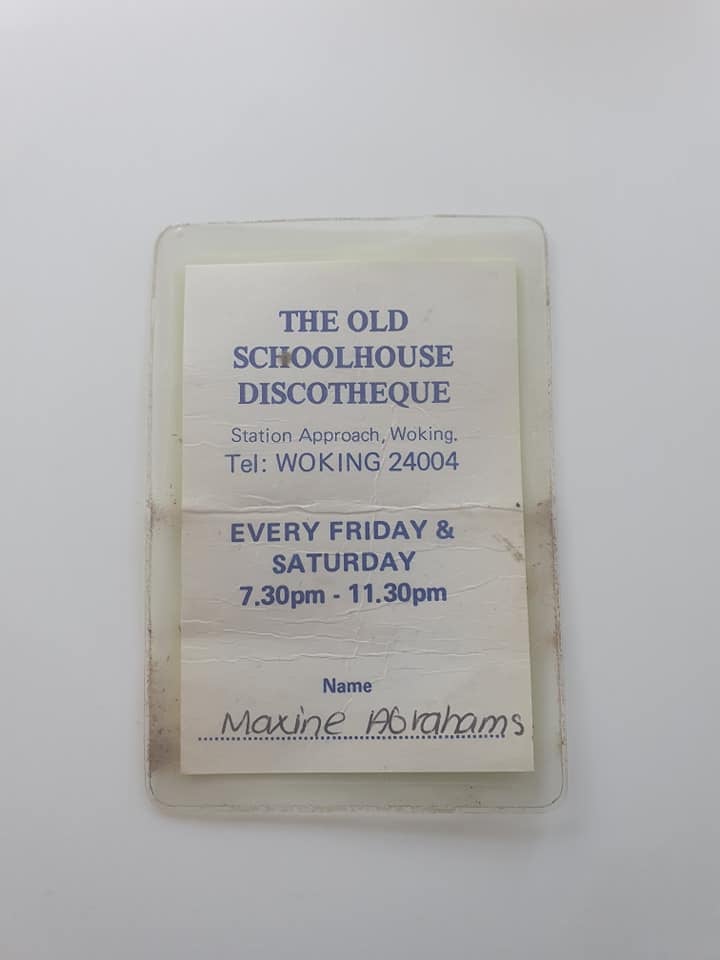 THE OLD
SCHOOLHOUSE
DISCOTHEQUE
Station Approach, Woking.
Tel: WOKING 24004
EVERY FRIDAY &
SATURDAY
7.30pm - 11.30pm
Name
Maxine Abrahams